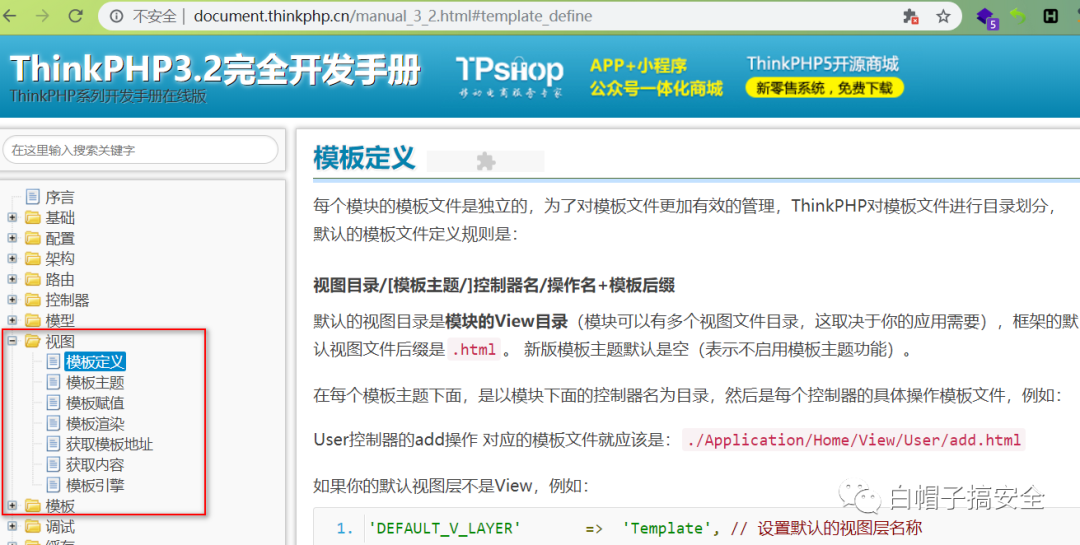 不安全 | document.thinkphp.cn/manual_3_2.html#template_define
5
H
ThinkPHP3.2完全开发手册
ThinkPHP系列开发手册在线版
TPshop
移动电商服务专家
APP+小程序
公众号一体化商城
ThinkPHP5开源商城
新零售系统，免费下载
在这里输入搜索关键字
序言
基础
配置
架构
路由
控制器
模型
视图
模板定义
模板主题
模板赋值
模板渲染
获取模板地址
获取内容
模板引擎
模板
调试
缓存
模板定义
每个模块的模板文件是独立的，为了对模板文件更加有效的管理，ThinkPHP对模板文件进行目录划分，
默认的模板文件定义规则是：
视图目录/[模板主题/]控制器名/操作名+模板后缀
默认的视图目录是模块的View目录（模块可以有多个视图文件目录，这取决于你的应用需要），框架的默
认视图文件后缀是 .html 。 新版模板主题默认是空（表示不启用模板主题功能）。
在每个模板主题下面，是以模块下面的控制器名为目录，然后是每个控制器的具体操作模板文件，例如：
User控制器的add操作 对应的模板文件就应该是： ./Application/Home/View/User/add.html
如果你的默认视图层不是View，例如：
1. 'DEFAULT_V_LAYER' => 'Template', // 设置默认的视图层名称
白帽子搞安全